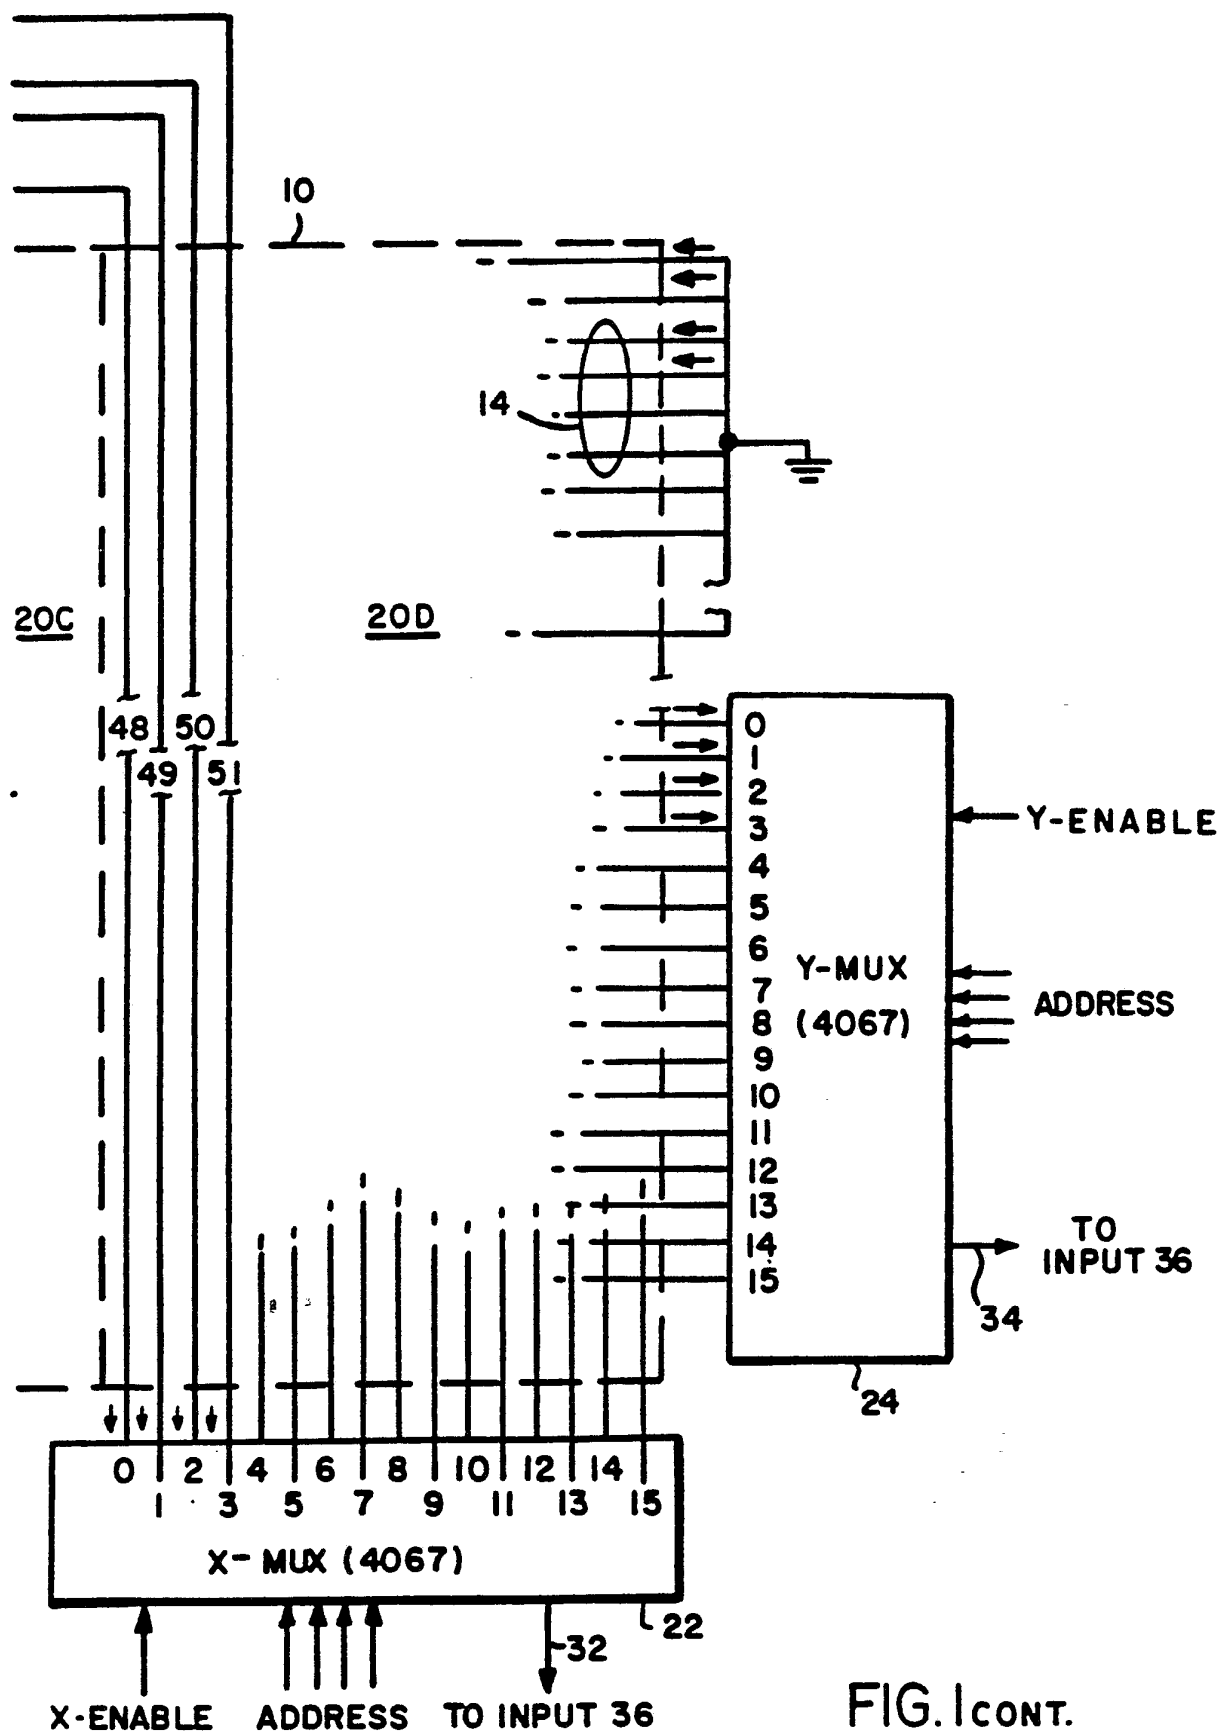 10
14
20C
20D
48 50
49 51
0
1
2
3
4
5
6
7
8
9
10
11
12
13
14
15
Y-MUX
(4067)
Y-ENABLE
ADDRESS
TO
INPUT 36
34
24
0 2 4 6 8 10 12 14
1 3 5 7 9 11 13 15
X-MUX (4067)
22
32
X-ENABLE ADDRESS TO INPUT 36
FIG. 1 CONT.